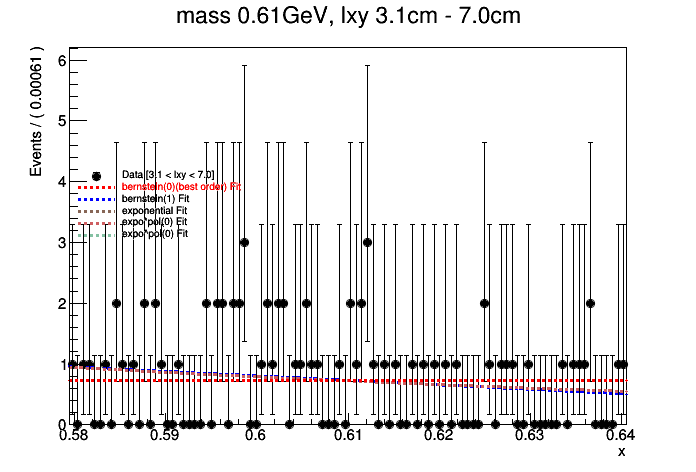 mass 0.61GeV, lxy 3.1cm - 7.0cm
Events / ( 0.00061 )
6
5
4
3
2
1
0
Data [3.1 < lxy < 7.0]
bernstein(0)(best order) Fit
bernstein(1) Fit
exponential Fit
expo*pol(0) Fit
expo*pol(0) Fit
0.58 0.59 0.6 0.61 0.62 0.63 0.64
x